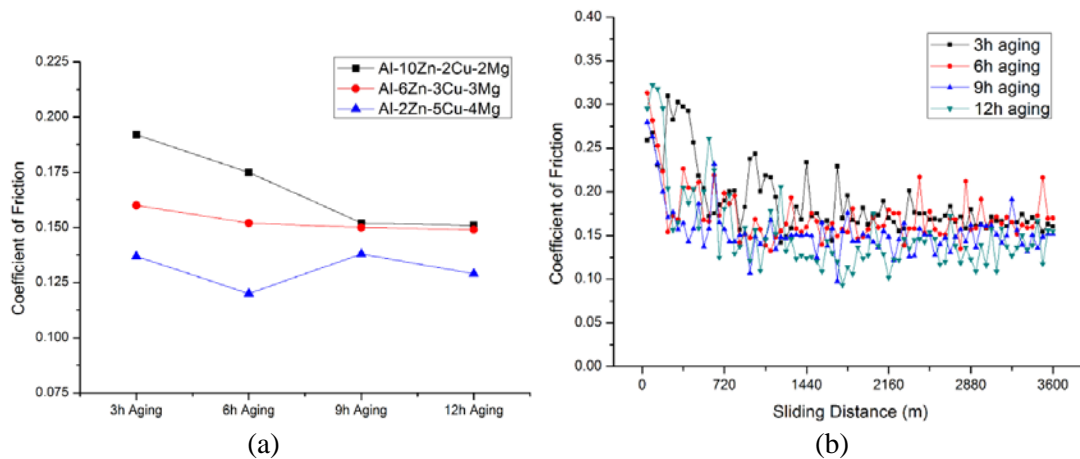 0.225
0.200
0.175
0.150
0.125
0.100
0.075
Coefficient of Friction
Al-10Zn-2Cu-2Mg
Al-6Zn-3Cu-3Mg
Al-2Zn-5Cu-4Mg
3h Aging 6h Aging 9h Aging 12h Aging
(a)
0.40
0.35
0.30
0.25
0.20
0.15
0.10
0.05
0.00
Coefficient of Friction
3h aging
6h aging
9h aging
12h aging
0 720 1440 2160 2880 3600
Sliding Distance (m)
(b)